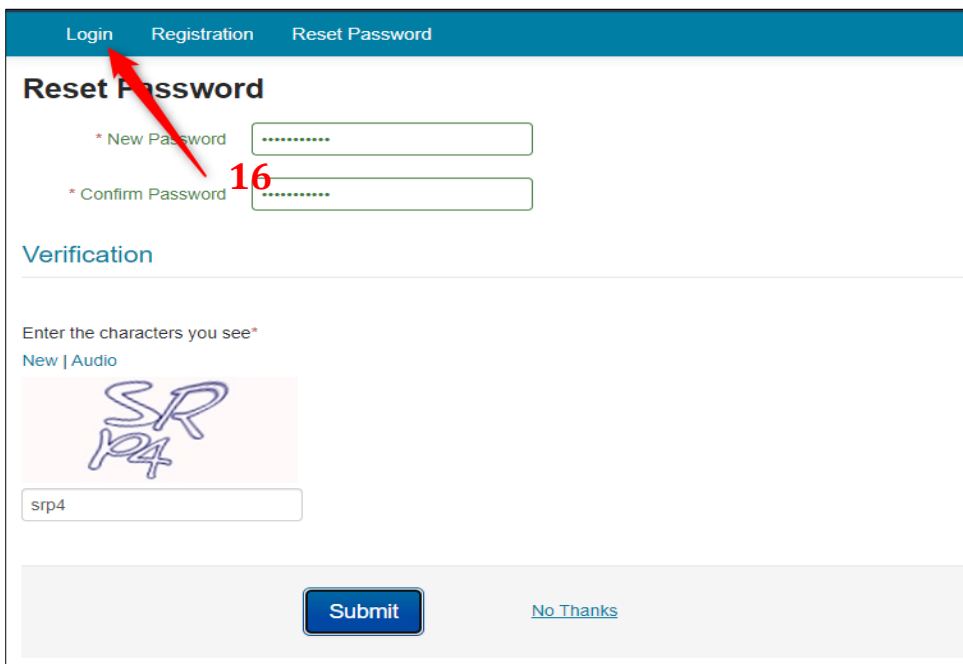 Login Registration Reset Password
Reset Password
* New Password •••••••••••
16
* Confirm Password •••••••••••
Verification
Enter the characters you see*
New | Audio
SR
P4
srp4
Submit No Thanks